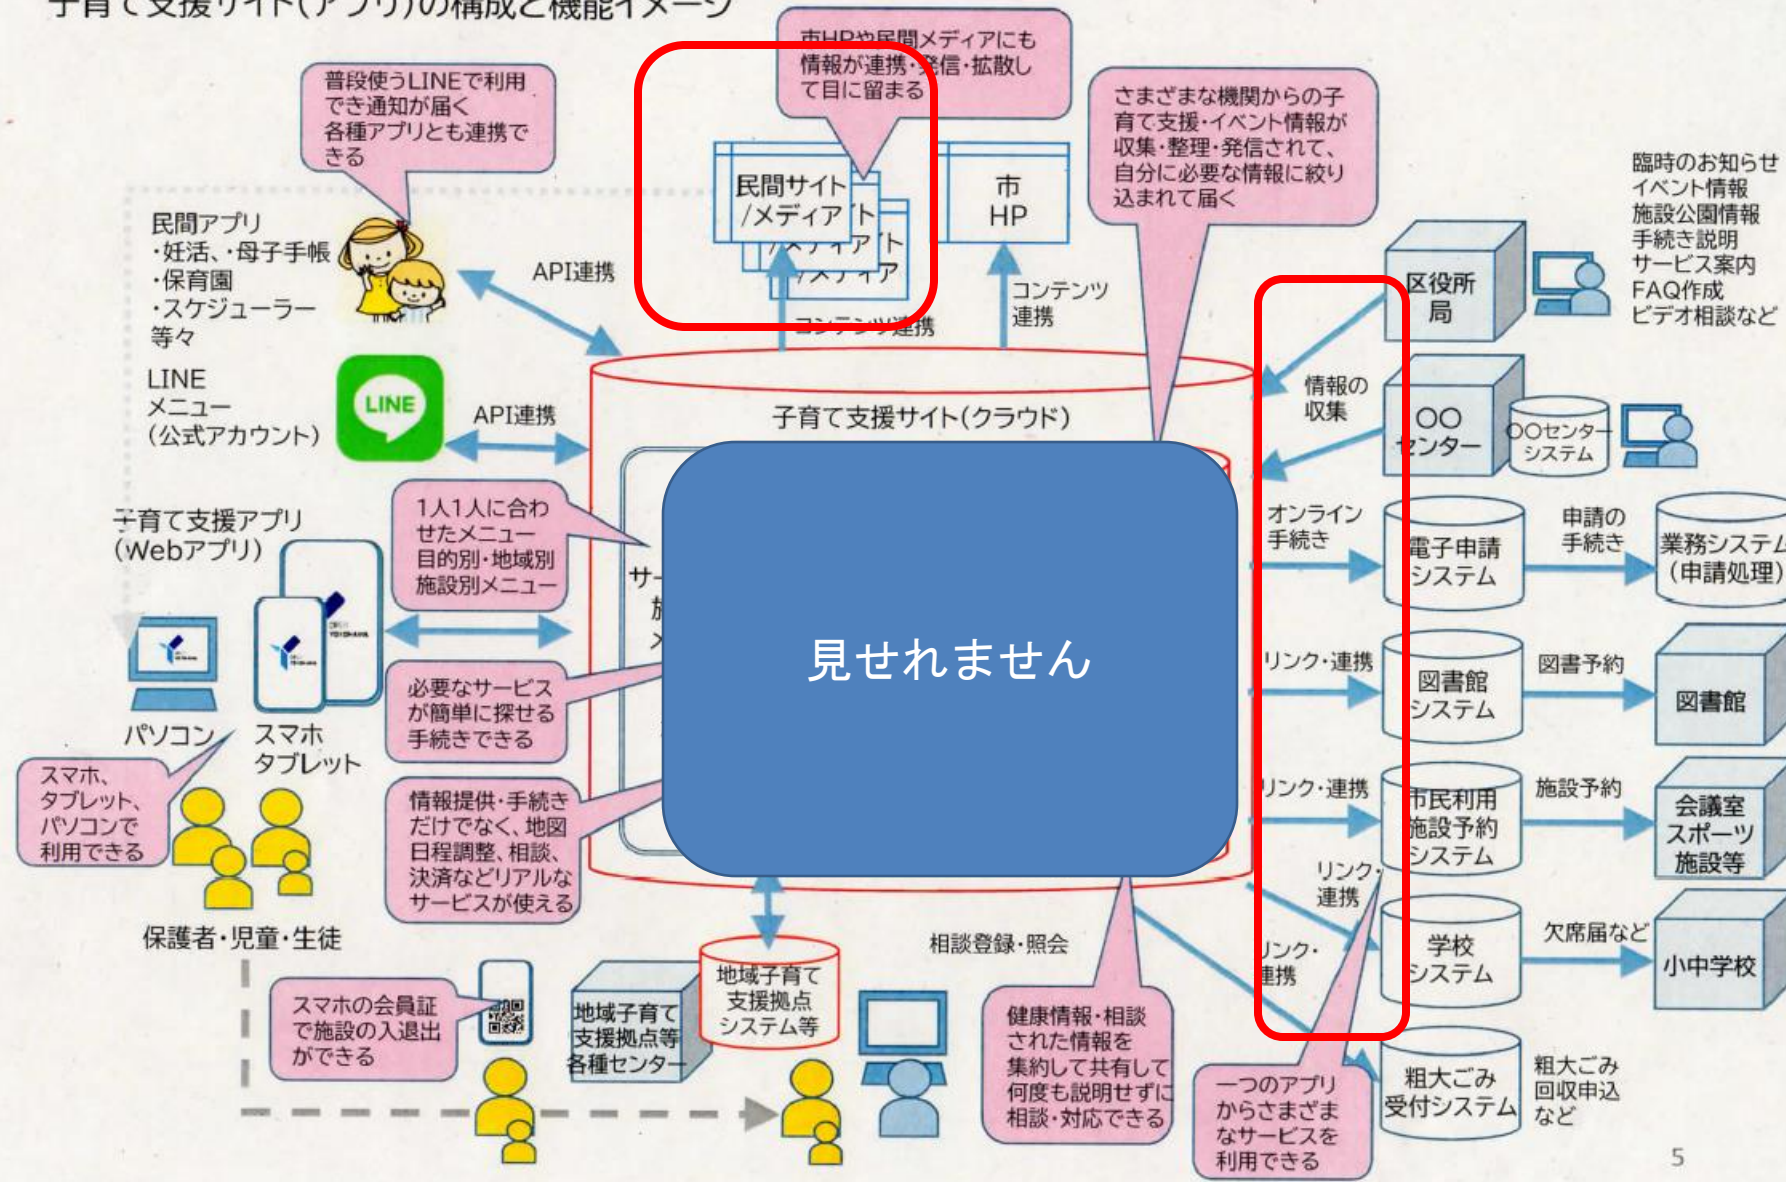 子育て支援サイト(アプリ)の構成と機能イメージ
市HPや民間メディアにも
情報が連携・発信・拡散し
て目に留まる
普段使うLINEで利用
でき通知が届く
各種アプリとも連携で
きる
さまざまな機関からの子
育て支援・イベント情報が
収集・整理・発信されて、
自分に必要な情報に絞り
込まれて届く
臨時のお知らせ
イベント情報
施設公園情報
手続き説明
サービス案内
FAQ作成
ビデオ相談など
民間サイト
/メディア
ト
/メディア
ト
/メディア
市
HP
民間アプリ
・妊活、・母子手帳
・保育園
・スケジューラー
等々
API連携
コンテンツ連携
コンテンツ
連携
区役所
局
LINE
メニュー
(公式アカウント)
LINE
API連携
情報の
収集
〇〇
センター
〇〇センター
システム
子育て支援サイト(クラウド)
子育て支援アプリ
(Webアプリ)
1人1人に合わ
せたメニュー
目的別・地域別
施設別メニュー
サー
オンライン
手続き
電子申請
システム
申請の
手続き
業務システム
(申請処理)
見せれません
必要なサービス
が簡単に探せる
手続きできる
リンク・連携
図書館
システム
図書予約
図書館
パソコン
スマホ
タブレット
スマホ、
タブレット、
パソコンで
利用できる
情報提供・手続き
だけでなく、地図
日程調整、相談、
決済などリアルな
サービスが使える
リンク・連携
市民利用
施設予約
システム
施設予約
会議室
スポーツ
施設等
リンク・
連携
保護者・児童・生徒
相談登録・照会
リンク・
連携
学校
システム
欠席届など
小中学校
スマホの会員証
で施設の入退出
ができる
地域子育て
支援拠点等
各種センター
地域子育て
支援拠点
システム等
健康情報・相談
された情報を
集約して共有して
何度も説明せずに
相談・対応できる
一つのアプリ
からさまざま
なサービスを
利用できる
粗大ごみ
受付システム
粗大ごみ
回収申込
など
5